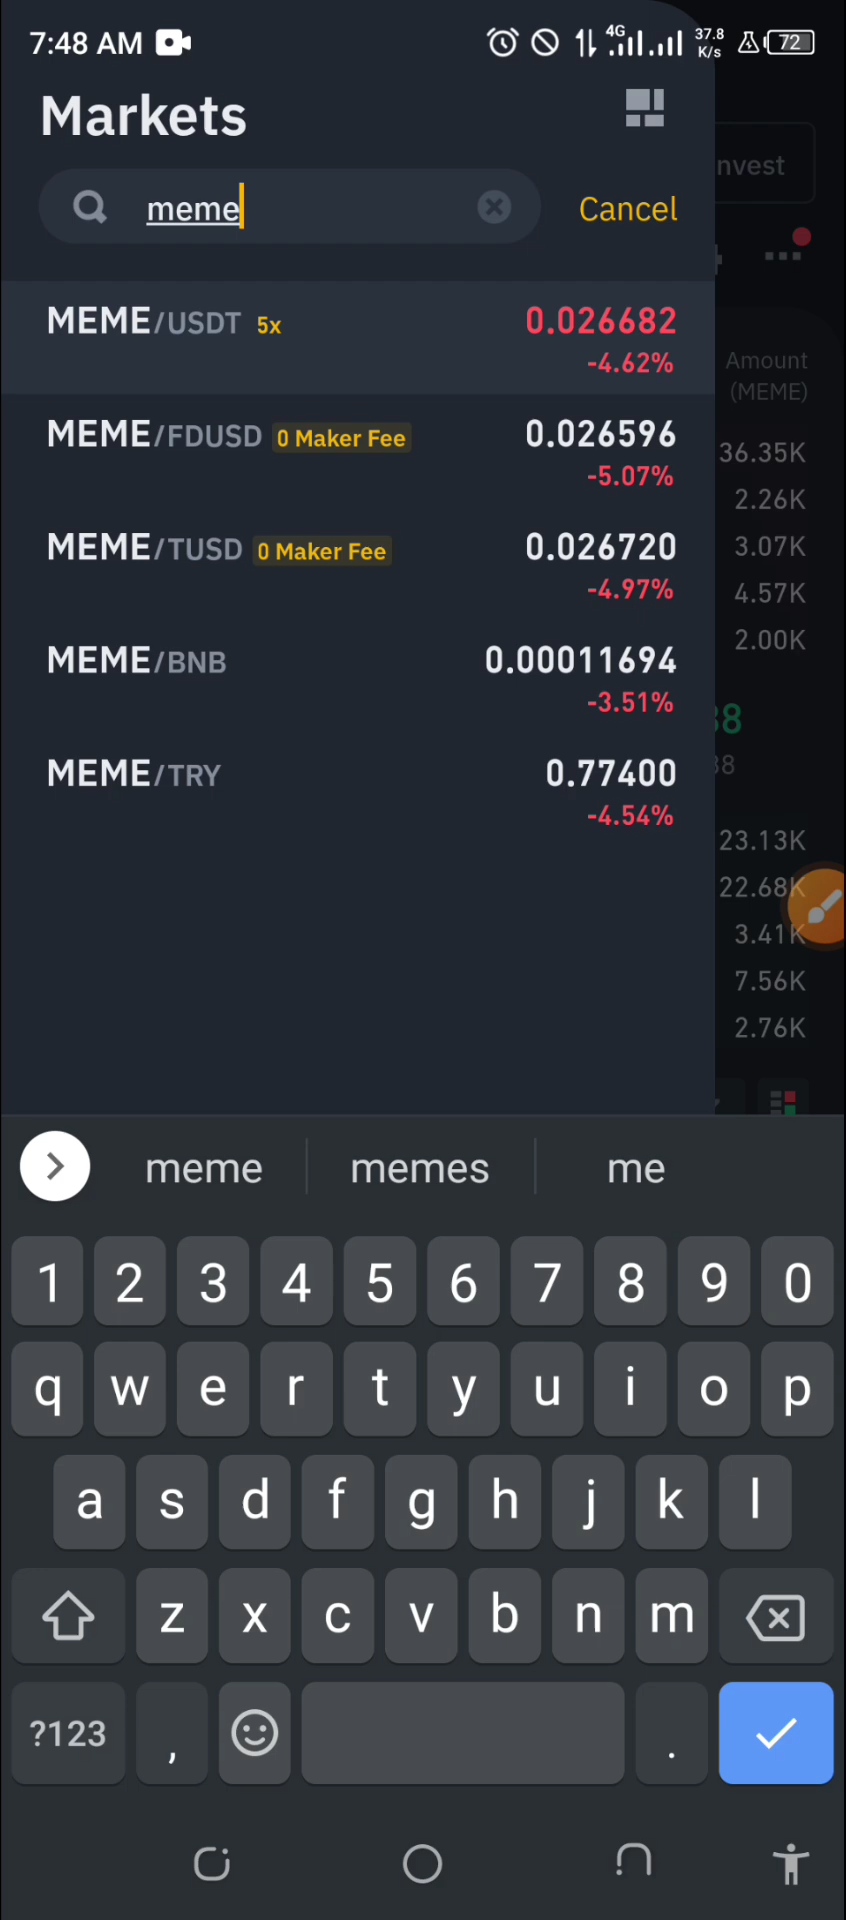 7:48 AM 4G 37.8 K/s 72
Markets
nvest
meme Cancel
MEME/USDT 5x 0.026682
-4.62%
Amount
(MEME)
MEME/FDUSD 0 Maker Fee 0.026596
36.35K
-5.07%
2.26K
MEME/TUSD 0 Maker Fee 0.026720
3.07K
-4.97%
4.57K
MEME/BNB 0.00011694
2.00K
-3.51%
38
38
MEME/TRY 0.77400
-4.54%
23.13K
22.68K
3.41K
7.56K
2.76K
meme memes me
1 2 3 4 5 6 7 8 9 0
q w e r t y u i o p
a s d f g h j k l
z x c v b n m
?123 , .